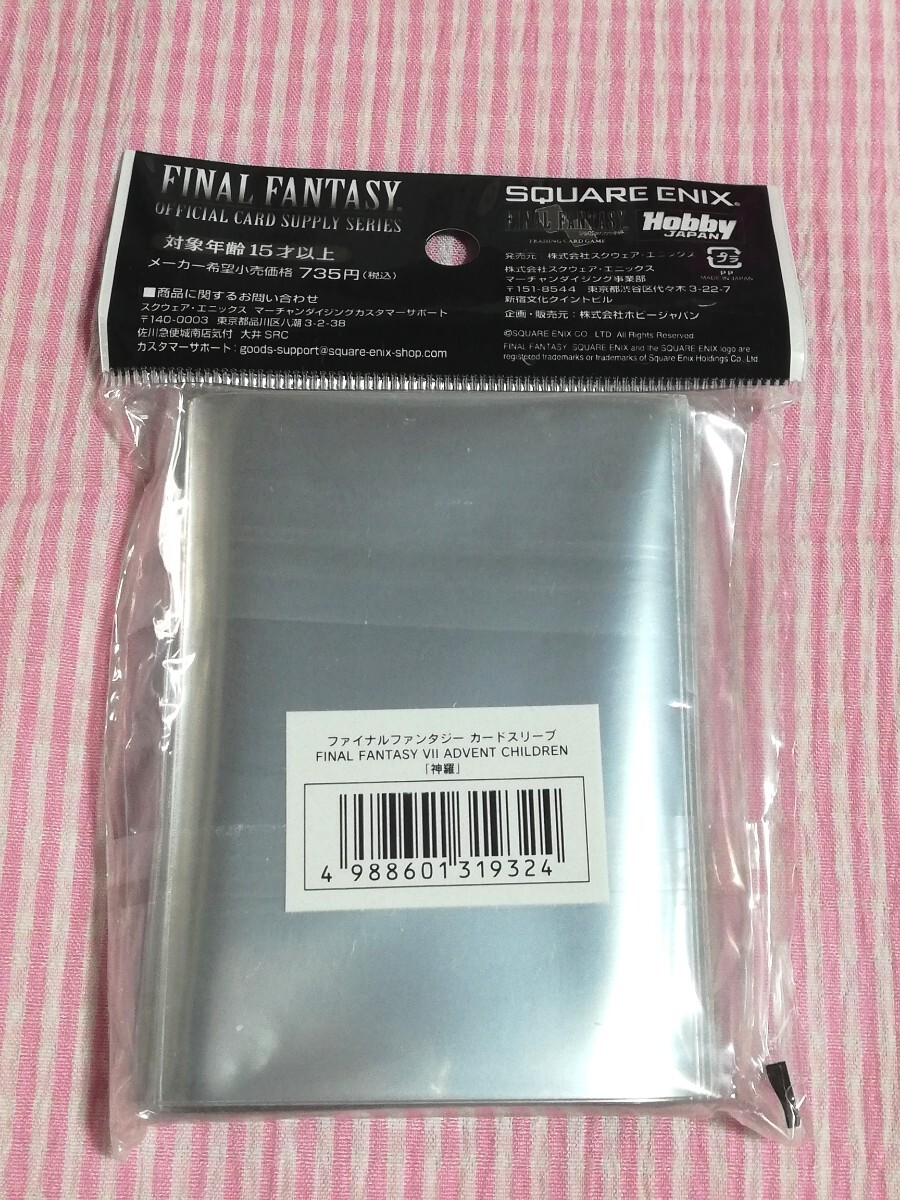 FINAL FANTASY®
OFFICIAL CARD SUPPLY SERIES
対象年齢15才以上
メーカー希望小売価格 735円(税込)
■商品に関するお問い合わせ
スクウェア・エニックス マーチャンダイジングカスタマーサポート
〒140-0003 東京都品川区八潮3-2-38
佐川急便城南店気付 大井SRC
カスタマーサポート:goods-support@square-enix-shop.com
SQUARE ENIX®
FINAL FANTASY
TRADING CARD GAME
Hobby
JAPAN
発売元:株式会社スクウェア・エニックス
株式会社スクウェア・エニックス
マーチャンダイジング事業部
〒151-8544 東京都渋谷区代々木3-22-7
新宿文化クイントビル
企画・販売元:株式会社ホビージャパン
プラ
PP
MADE IN JAPAN
©SQUARE ENIX CO., LTD. All Rights Reserved.
FINAL FANTASY, SQUARE ENIX and the SQUARE ENIX logo are
registered trademarks or trademarks of Square Enix Holdings Co., Ltd.
ファイナルファンタジー カードスリーブ
FINAL FANTASY VII ADVENT CHILDREN
「神羅」
4 988601 319324